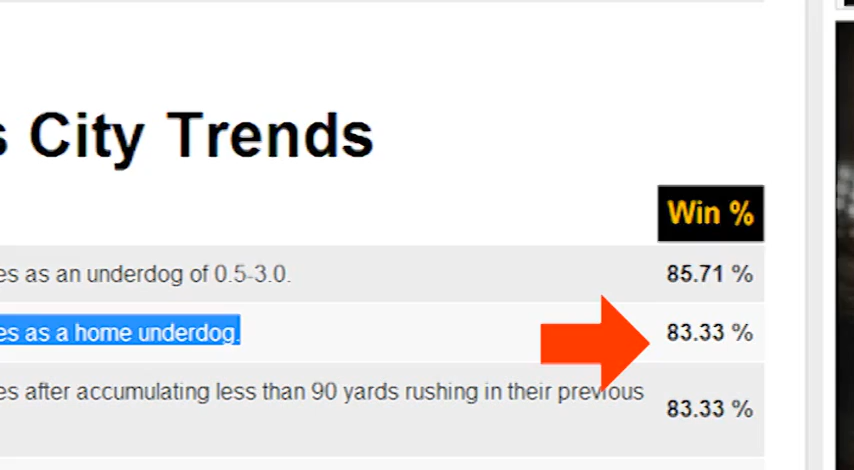 s City Trends
Win %
es as an underdog of 0.5-3.0. 85.71 %
es as a home underdog. 83.33 %
es after accumulating less than 90 yards rushing in their previous
83.33 %